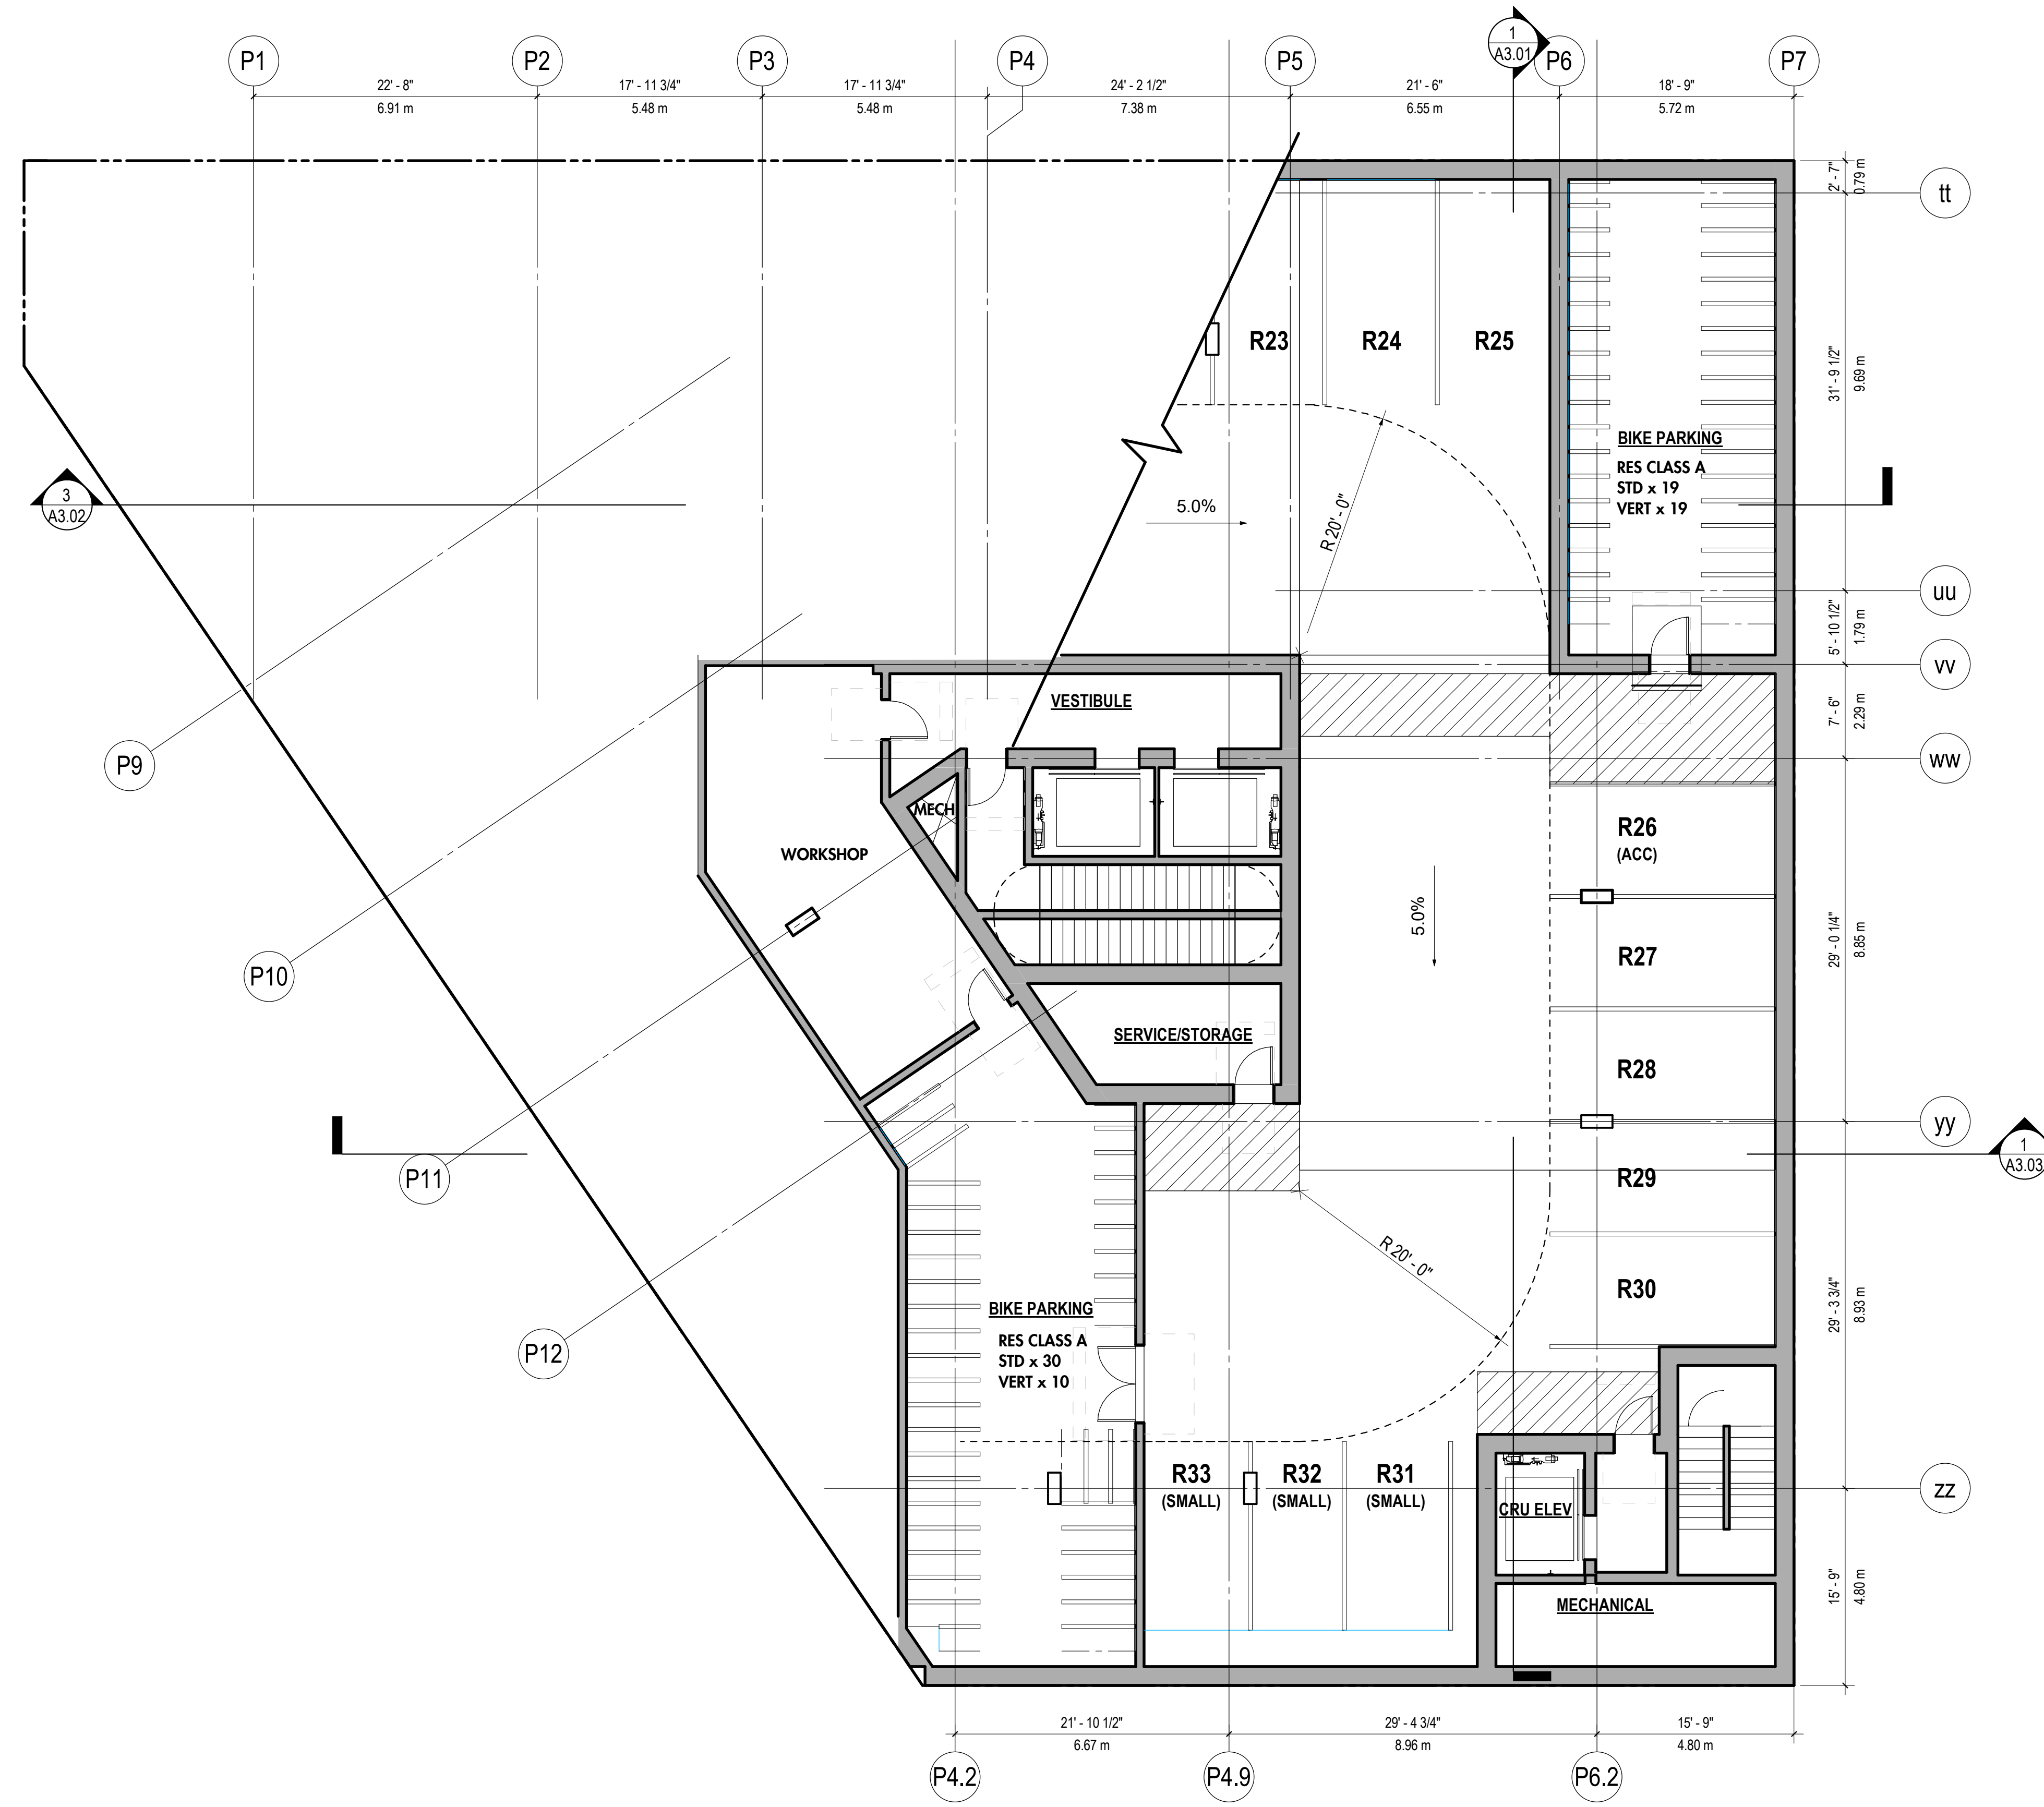 1
A3.01
P1
P2
P3
P4
P5
P6
P7
22' - 8"
17' - 11 3/4"
17' - 11 3/4"
24' - 2 1/2"
21' - 6"
18' - 9"
6.91 m
5.48 m
5.48 m
7.38 m
6.55 m
5.72 m
2' - 7"
0.79 m
tt
R23
R24
R25
31' - 9 1/2"
9.69 m
BIKE PARKING
RES CLASS A
STD x 19
VERT x 19
3
A3.02
5.0%
R 20' - 0"
uu
5' - 10 1/2"
1.79 m
vv
VESTIBULE
7' - 6"
2.29 m
ww
P9
MECH
WORKSHOP
R26
(ACC)
5.0%
29' - 0 1/4"
8.85 m
R27
P10
SERVICE/STORAGE
R28
yy
1
A3.03
P11
R29
R 20' - 0"
R30
29' - 3 3/4"
8.93 m
BIKE PARKING
RES CLASS A
STD x 30
VERT x 10
P12
R33
(SMALL)
R32
(SMALL)
R31
(SMALL)
zz
CRU ELEV
15' - 9"
4.80 m
MECHANICAL
21' - 10 1/2"
29' - 4 3/4"
15' - 9"
6.67 m
8.96 m
4.80 m
P4.2
P4.9
P6.2